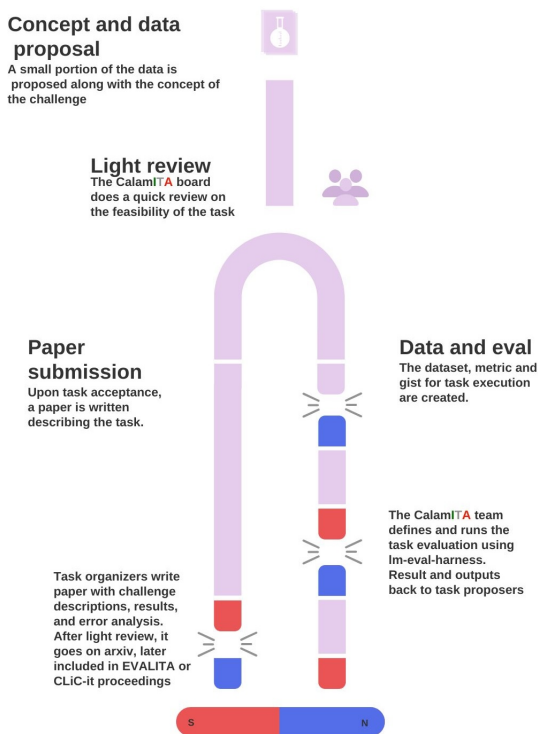 Concept and data
proposal
A small portion of the data is
proposed along with the concept of
the challenge
Light review
The CalamITA board
does a quick review on
the feasibility of the task
Paper
submission
Upon task acceptance,
a paper is written
describing the task.
Data and eval
The dataset, metric and
gist for task execution
are created.
The CalamITA team
defines and runs the
task evaluation using
lm-eval-harness.
Result and outputs
back to task proposers
Task organizers write
paper with challenge
descriptions, results,
and error analysis.
After light review, it
goes on arxiv, later
included in EVALITA or
CLiC-it proceedings
S
N